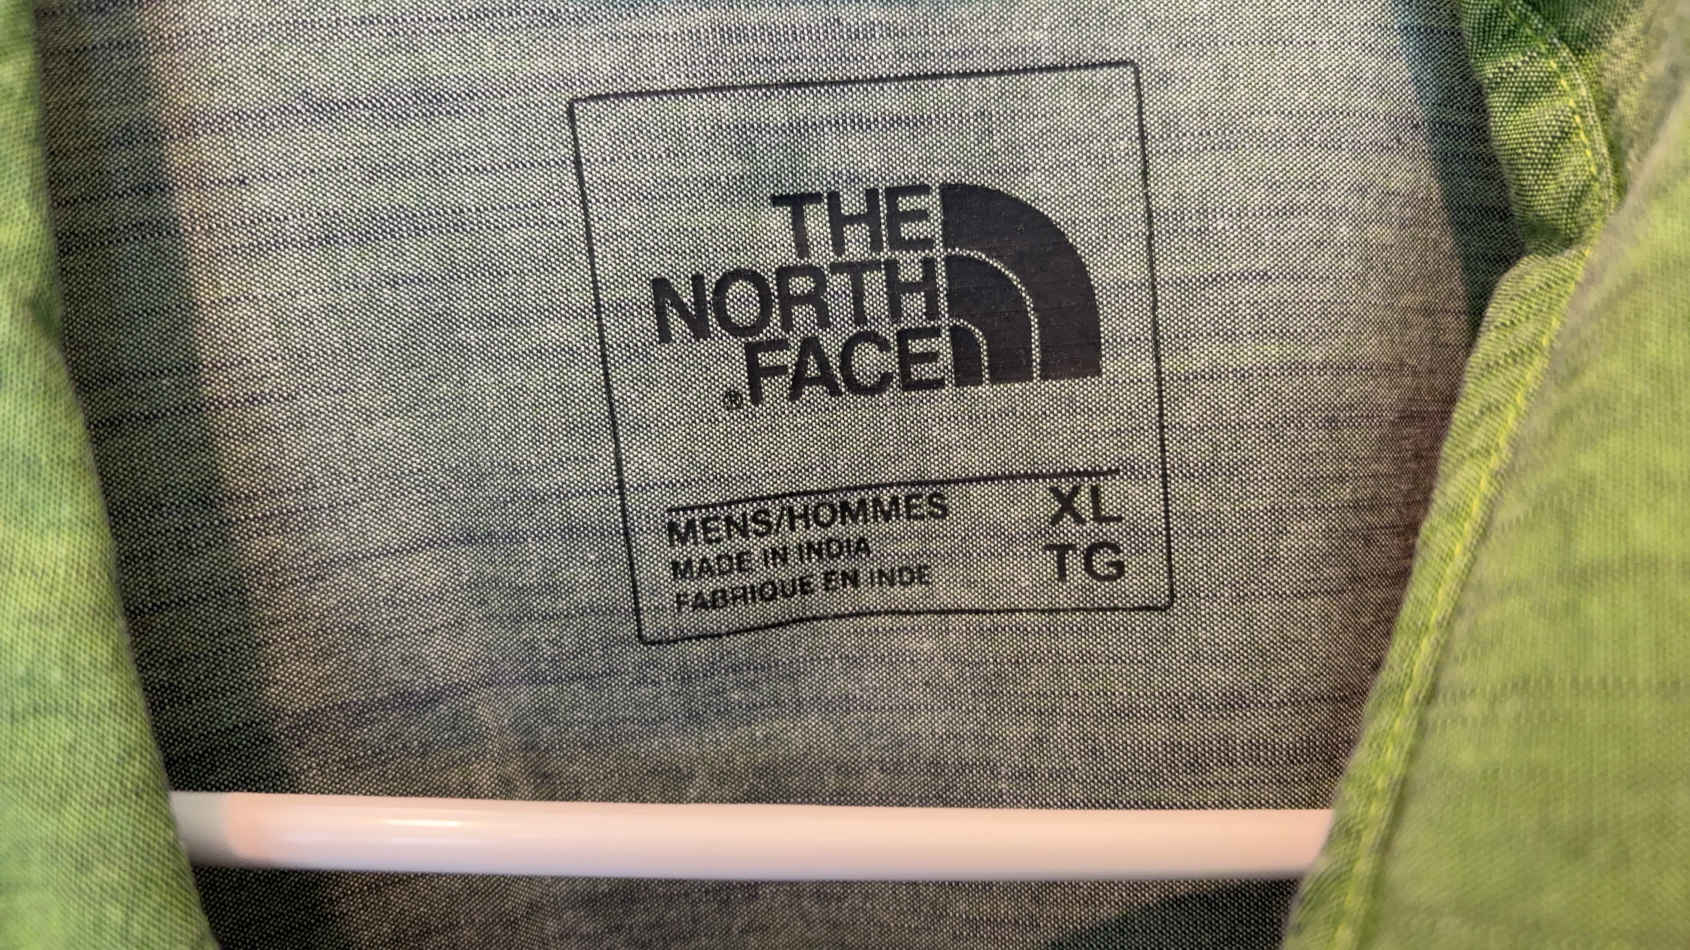 THE
NORTH
® FACE
MENS/HOMMES XL
MADE IN INDIA TG
FABRIQUE EN INDE